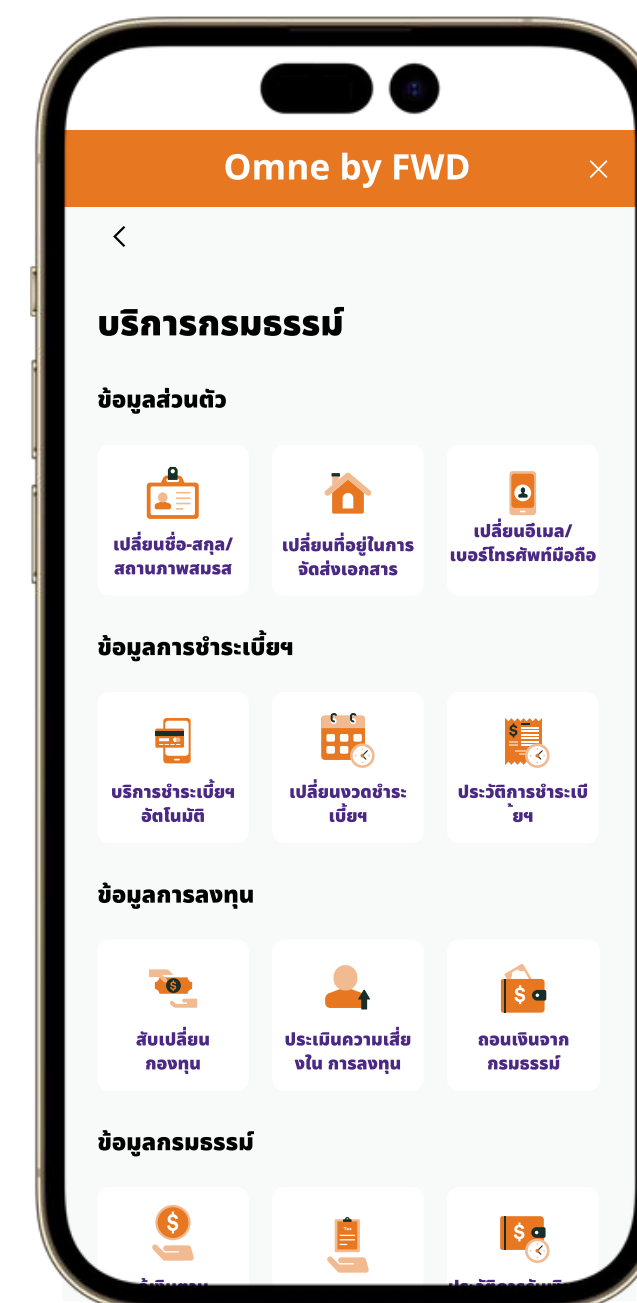 Omne by FWD
บริการกรมธรรม์
ข้อมูลส่วนตัว
เปลี่ยนชื่อ-สกุล/
สถานภาพสมรส
เปลี่ยนที่อยู่ในการ
จัดส่งเอกสาร
เปลี่ยนอีเมล/
เบอร์โทรศัพท์มือถือ
ข้อมูลการชำระเบี้ยฯ
บริการชำระเบี้ยฯ
อัตโนมัติ
เปลี่ยนงวดชำระ
เบี้ยฯ
ประวัติการชำระเบี
้ยฯ
ข้อมูลการลงทุน
สับเปลี่ยน
กองทุน
ประเมินความเสี่ย
งใน การลงทุน
ถอนเงินจาก
กรมธรรม์
ข้อมูลกรมธรรม์
Tax